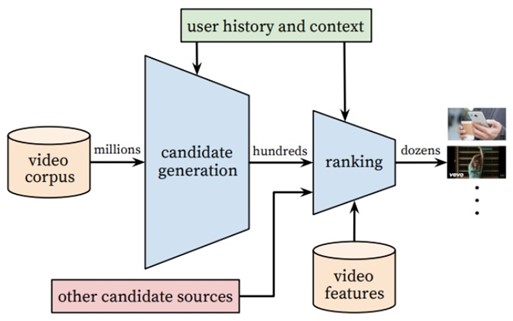 user history and context
video
corpus
millions
candidate
generation
hundreds
ranking
dozens
vevo
other candidate sources
video
features